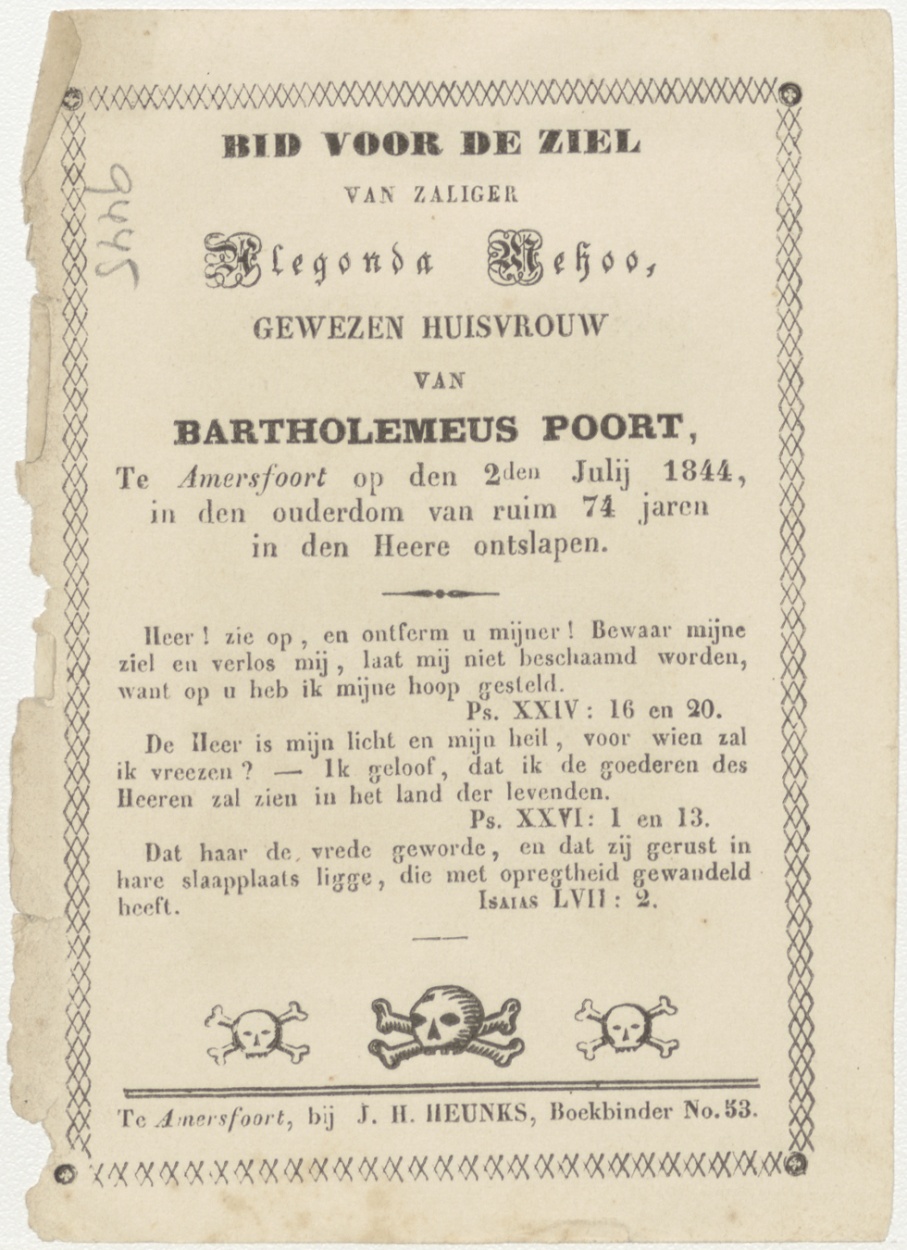 BID VOOR DE ZIEL
VAN ZALIGER
Alegonda Mehoo,
GEWEZEN HUISVROUW
VAN
BARTHOLEMEUS POORT,
Te Amersfoort op den 2den Julij 1844,
in den ouderdom van ruim 74 jaren
in den Heere ontslapen.
Heer! zie op, en ontferm u mijner! Bewaar mijne
ziel en verlos mij, laat mij niet beschaamd worden,
want op u heb ik mijne hoop gesteld.
Ps. XXIV: 16 en 20.
De Heer is mijn licht en mijn heil, voor wien zal
ik vreezen? — Ik geloof, dat ik de goederen des
Heeren zal zien in het land der levenden.
Ps. XXVI: 1 en 13.
Dat haar de vrede geworde, en dat zij gerust in
hare slaapplaats ligge, die met opregtheid gewandeld
heeft. ISAIAS LVII: 2.
Te Amersfoort, bij J. H. HEUNKS, Boekbinder No. 53.
9445